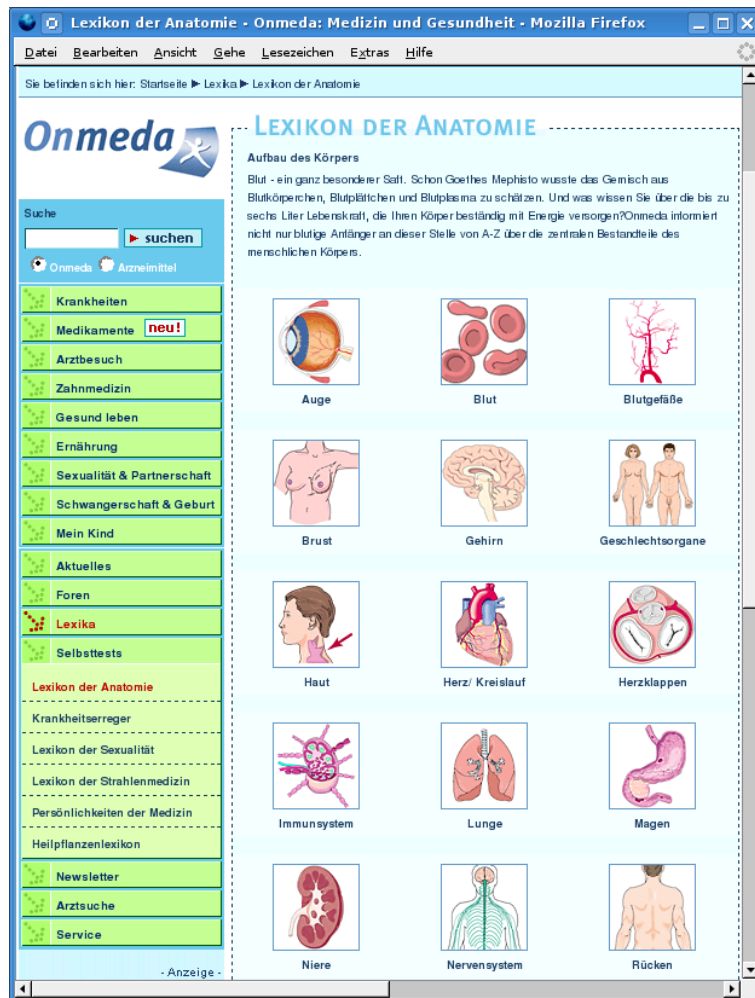 Lexikon der Anatomie - Onmeda: Medizin und Gesundheit - Mozilla Firefox
Datei Bearbeiten Ansicht Gehe Lesezeichen Extras Hilfe
Sie befinden sich hier: Startseite ► Lexika ► Lexikon der Anatomie
Onmeda
Suche
► suchen
Onmeda Arzneimittel
Krankheiten
Medikamente neu!
Arztbesuch
Zahnmedizin
Gesund leben
Ernährung
Sexualität & Partnerschaft
Schwangerschaft & Geburt
Mein Kind
Aktuelles
Foren
Lexika
Selbsttests
Lexikon der Anatomie
Krankheitserreger
Lexikon der Sexualität
Lexikon der Strahlenmedizin
Persönlichkeiten der Medizin
Heilpflanzenlexikon
Newsletter
Arztsuche
Service
- Anzeige -
LEXIKON DER ANATOMIE
Aufbau des Körpers
Blut - ein ganz besonderer Saft. Schon Goethes Mephisto wusste das Gemisch aus
Blutkörperchen, Blutplättchen und Blutplasma zu schätzen. Und was wissen Sie über die bis zu
sechs Liter Lebenskraft, die Ihren Körper beständig mit Energie versorgen?Onmeda informiert
nicht nur blutige Anfänger an dieser Stelle von A-Z über die zentralen Bestandteile des
menschlichen Körpers.
Auge Blut Blutgefäße
Brust Gehirn Geschlechtsorgane
Haut Herz/ Kreislauf Herzklappen
Immunsystem Lunge Magen
Niere Nervensystem Rücken